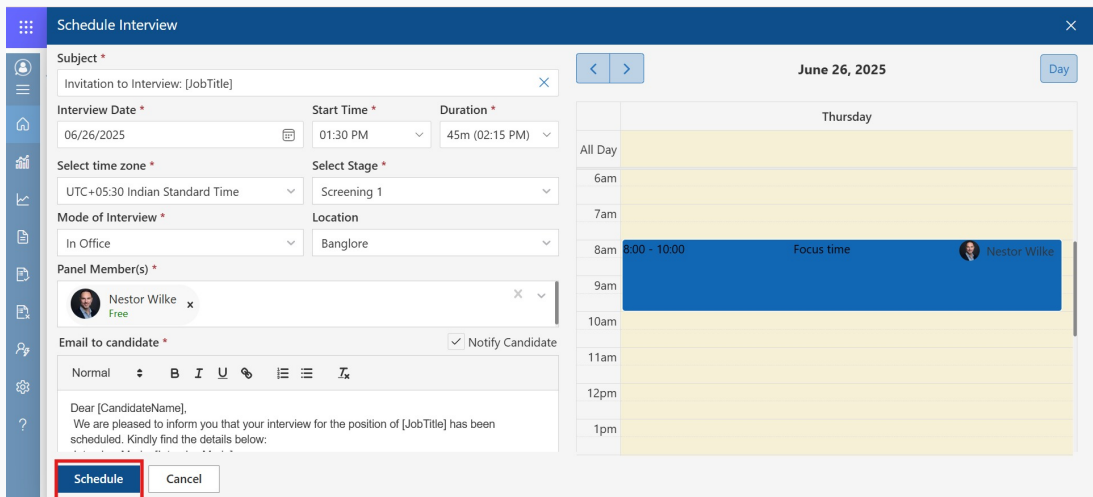 Schedule Interview
Subject *
Invitation to Interview: [JobTitle]
Interview Date *
Start Time *
Duration *
06/26/2025
01:30 PM
45m (02:15 PM)
Select time zone *
Select Stage *
UTC+05:30 Indian Standard Time
Screening 1
Mode of Interview *
Location
In Office
Banglore
Panel Member(s) *
Nestor Wilke
Free
Email to candidate *
Notify Candidate
Normal
Dear [CandidateName],
We are pleased to inform you that your interview for the position of [JobTitle] has been
scheduled. Kindly find the details below:
Schedule
Cancel
June 26, 2025
Day
Thursday
All Day
6am
7am
8am
8:00 - 10:00 Focus time Nestor Wilke
9am
10am
11am
12pm
1pm